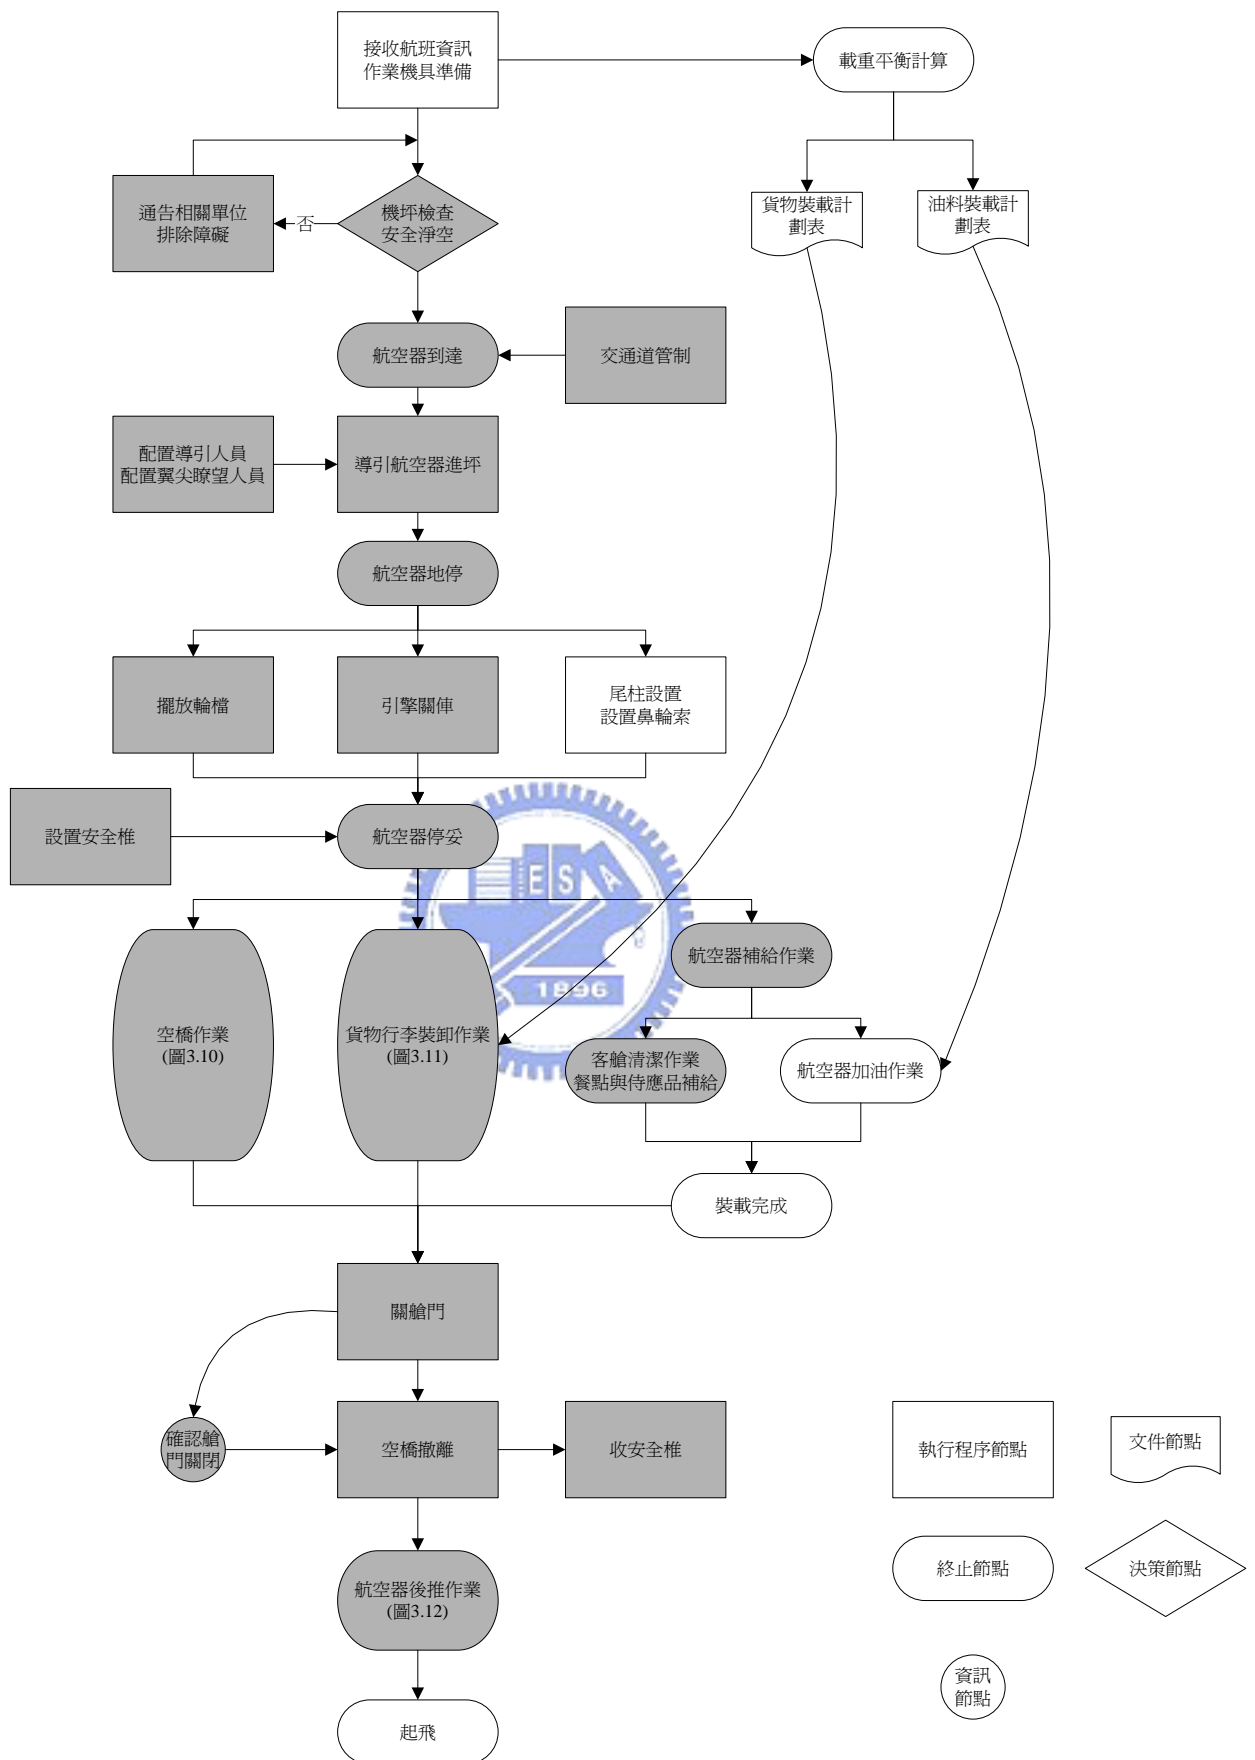 接收航班資訊
作業機具準備
載重平衡計算
通告相關單位
排除障礙
否
機坪檢查
安全淨空
貨物裝載計
劃表
油料裝載計
劃表
航空器到達
交通道管制
配置導引人員
配置翼尖瞭望人員
導引航空器進坪
航空器地停
擺放輪檔
引擎關俥
尾柱設置
設置鼻輪索
設置安全椎
航空器停妥
ESA
1896
航空器補給作業
空橋作業
(圖3.10)
貨物行李裝卸作業
(圖3.11)
客艙清潔作業
餐點與侍應品補給
航空器加油作業
裝載完成
關艙門
確認艙
門關閉
空橋撤離
收安全椎
執行程序節點
文件節點
航空器後推作業
(圖3.12)
終止節點
決策節點
資訊
節點
起飛